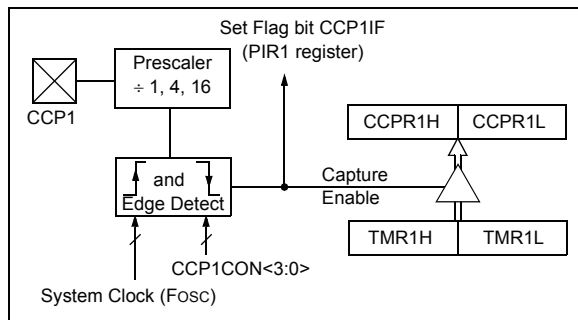 Set Flag bit CCP1IF
(PIR1 register)
Prescaler
÷ 1, 4, 16
CCP1
CCPR1H CCPR1L
and
Edge Detect
Capture
Enable
TMR1H TMR1L
CCP1CON<3:0>
System Clock (FOSC)